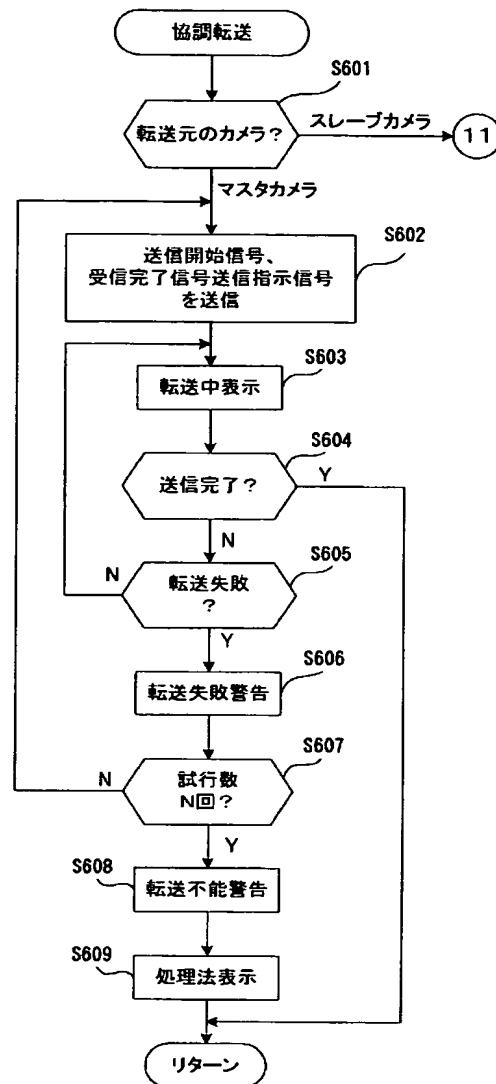 協調転送
S601
転送元のカメラ?
スレーブカメラ
11
マスタカメラ
S602
送信開始信号、
受信完了信号送信指示信号
を送信
S603
転送中表示
S604
送信完了?
Y
N
S605
転送失敗
?
N
Y
S606
転送失敗警告
S607
試行数
N回?
N
Y
S608
転送不能警告
S609
処理法表示
リターン